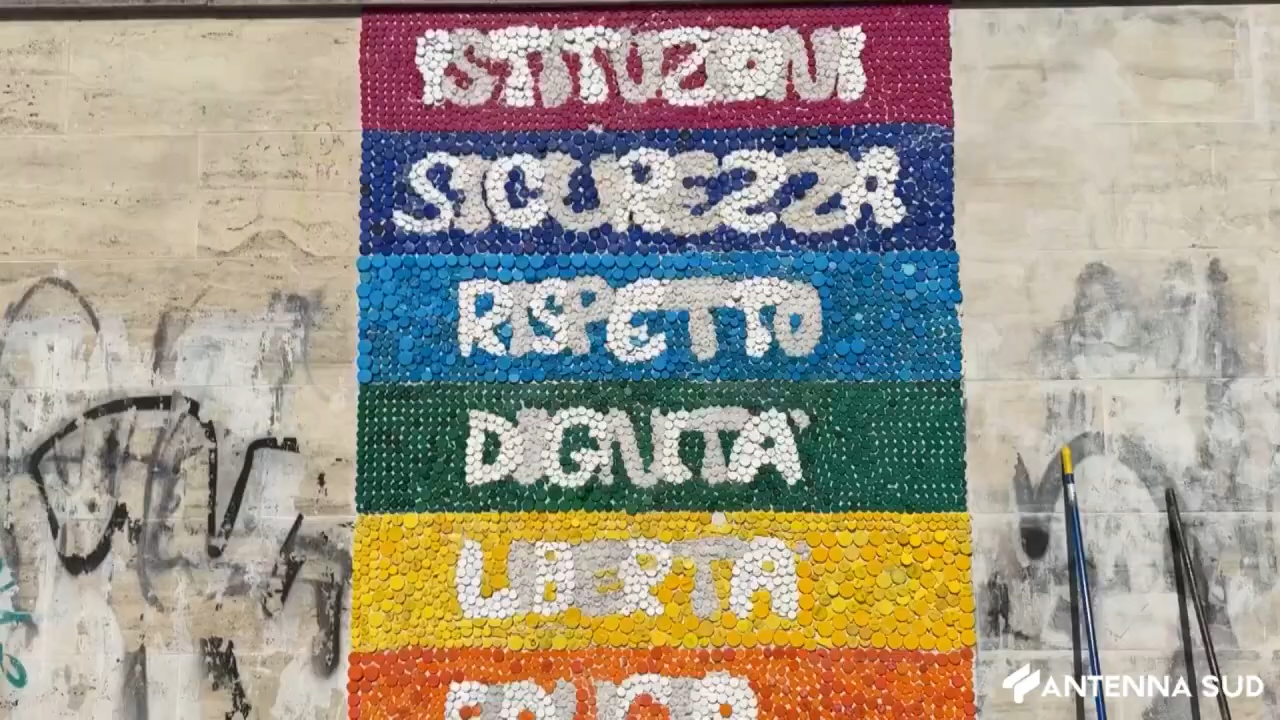 ISTITUZIONI
SICUREZZA
RISPETTO
DIGNITA'
LIBERTA'
ANTENNA SUD